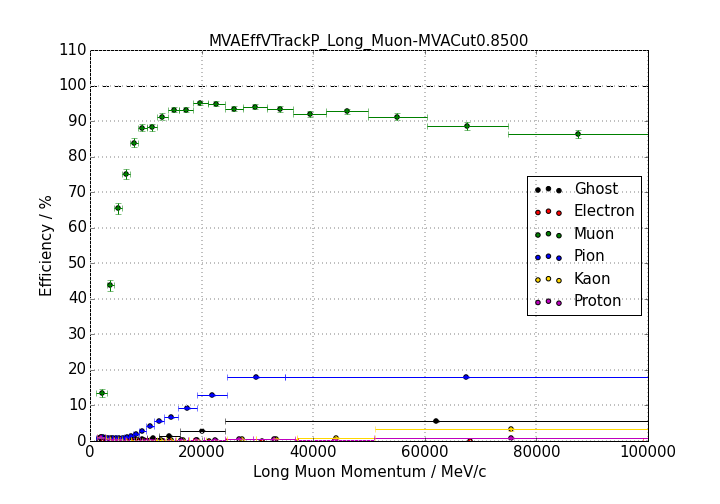 MVAEffVTrackP_Long_Muon-MVACut0.8500
110
100
90
80
70
60
50
40
30
20
10
0
Efficiency / %
Ghost
Electron
Muon
Pion
Kaon
Proton
0 20000 40000 60000 80000 100000
Long Muon Momentum / MeV/c